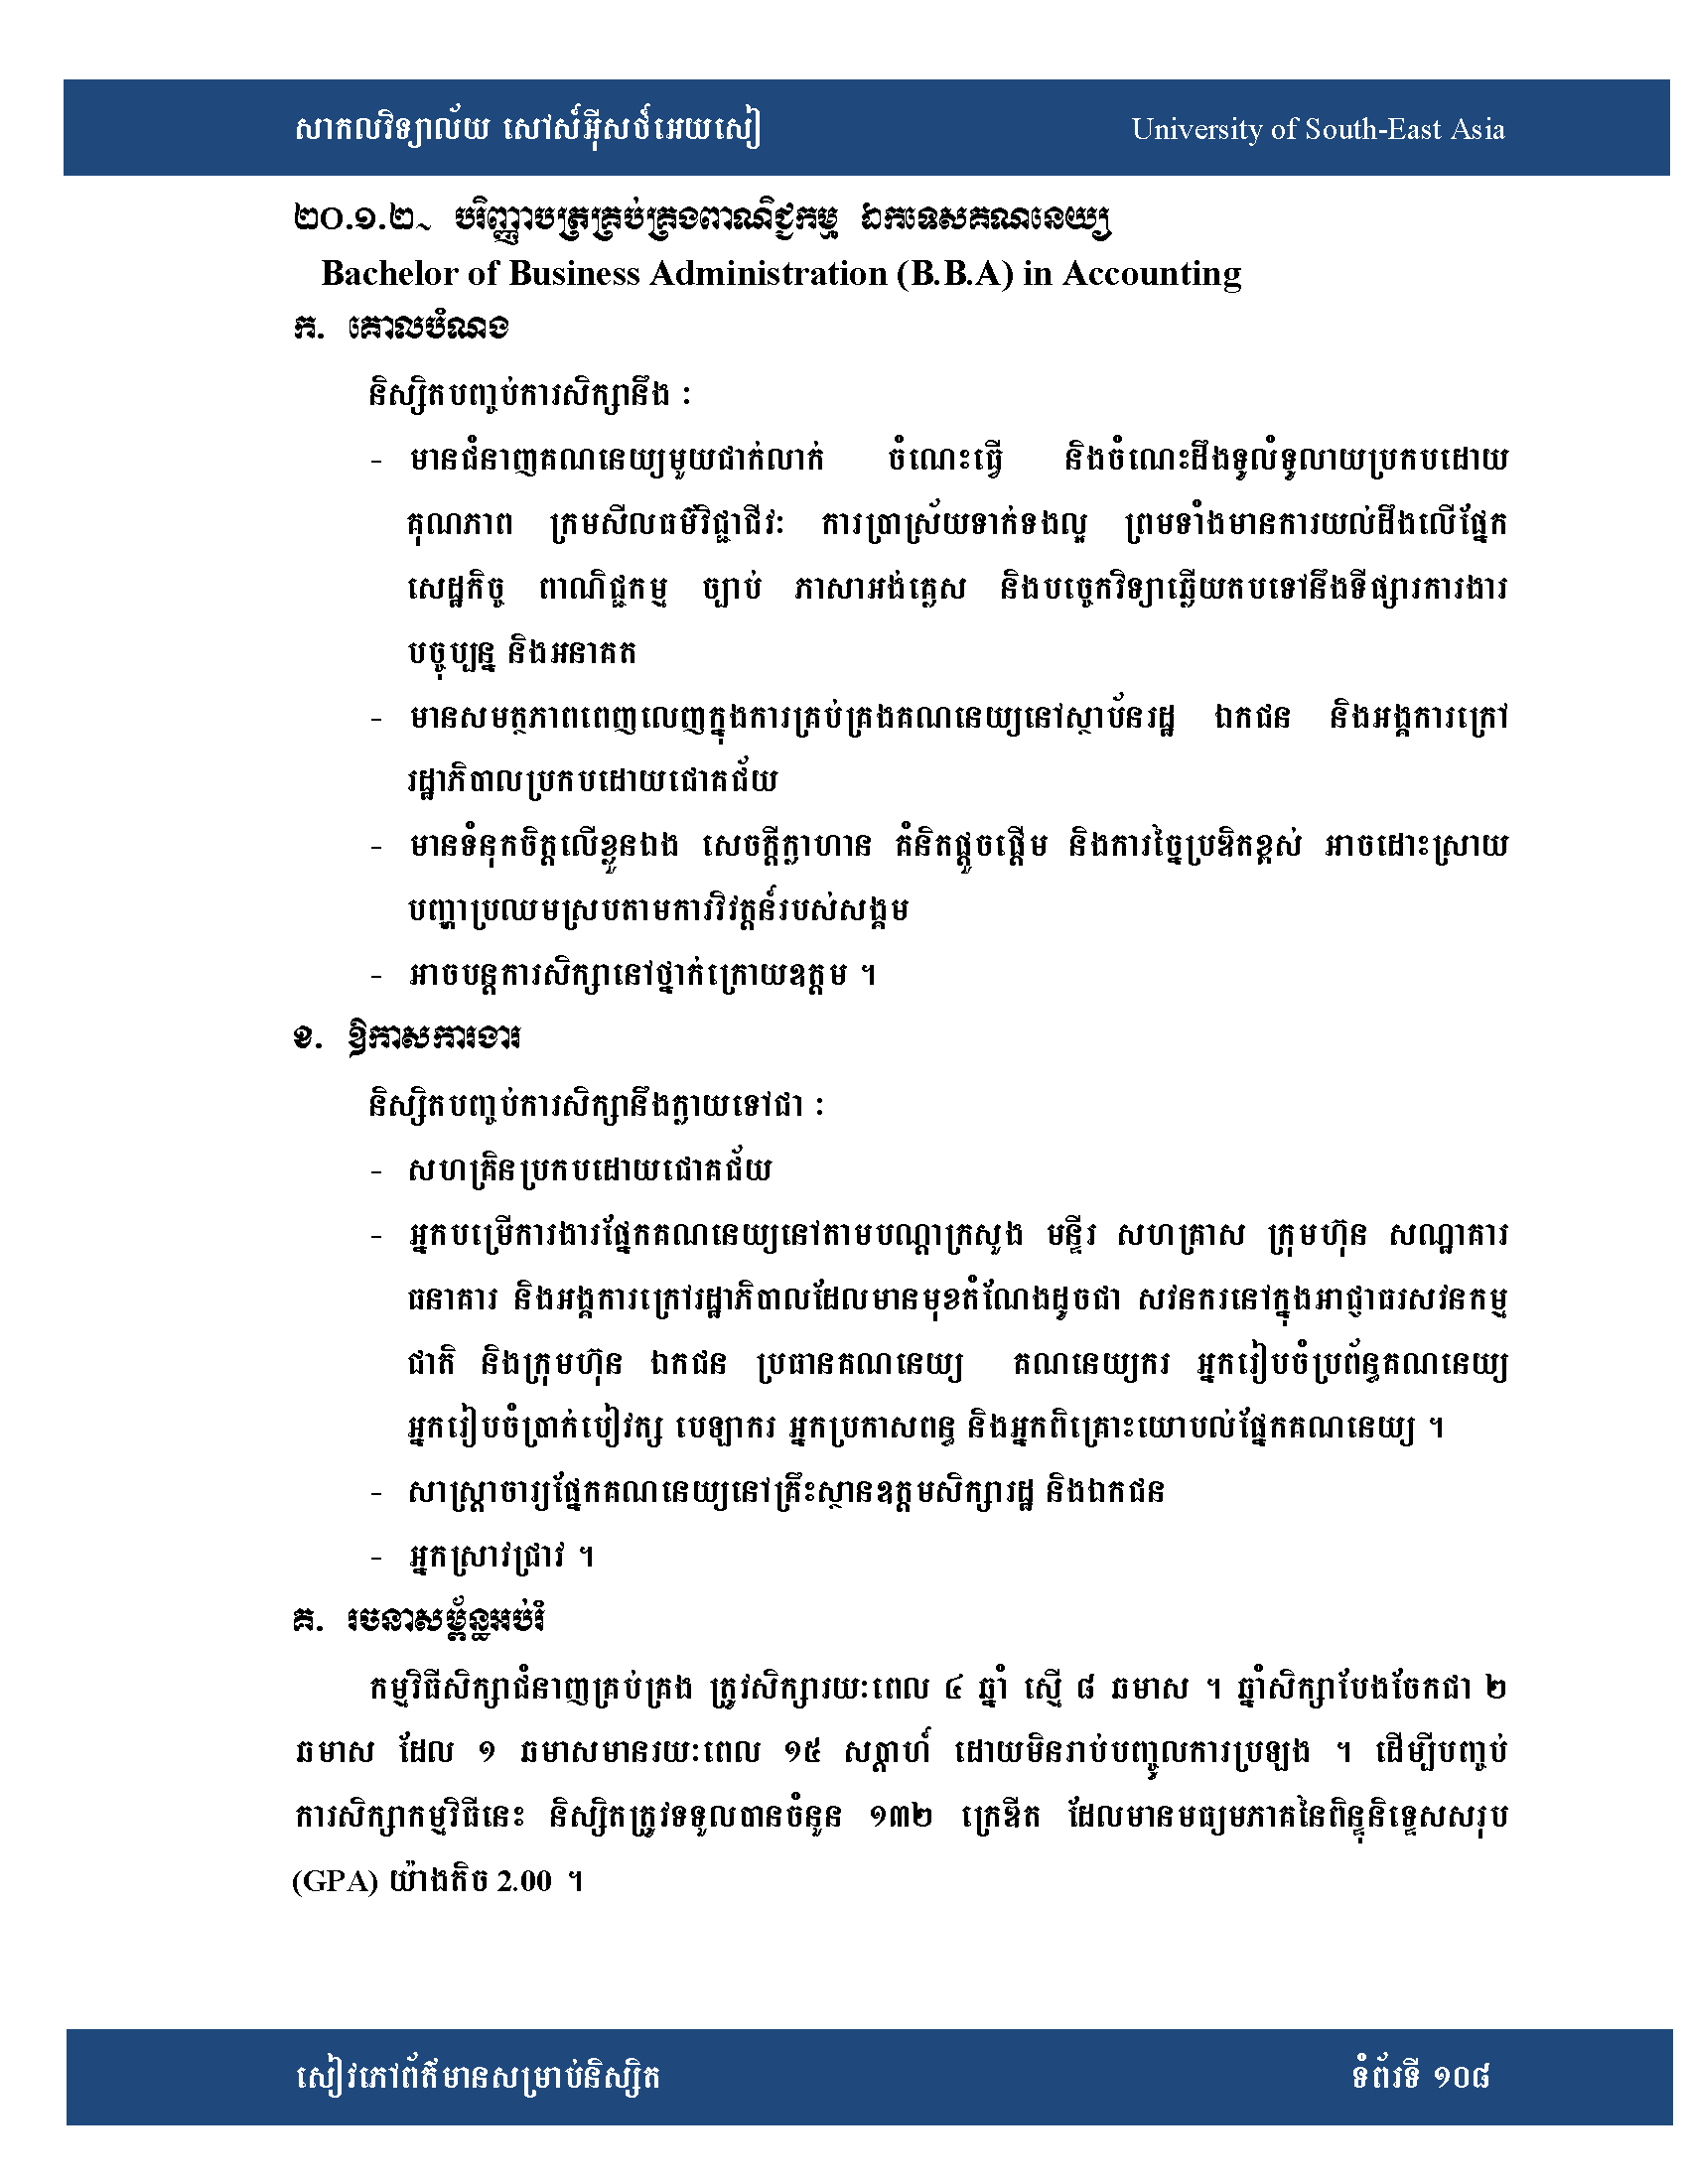 សាកលវិទ្យាល័យ សៅស៍អ៊ីសថ៍អេយសៀ University of South-East Asia
២០.១.២~ បរិញ្ញាបត្រគ្រប់គ្រងពាណិជ្ជកម្ម ឯកទេសគណនេយ្យ
Bachelor of Business Administration (B.B.A) in Accounting
ក. គោលបំណង
និស្សិតបញ្ចប់ការសិក្សានឹង ៖
- មានជំនាញគណនេយ្យមួយជាក់លាក់ ចំណេះធ្វើ និងចំណេះដឹងទូលំទូលាយប្រកបដោយ
គុណភាព ក្រមសីលធម៌វិជ្ជាជីវៈ ការប្រាស្រ័យទាក់ទងល្អ ព្រមទាំងមានការយល់ដឹងលើផ្នែក
សេដ្ឋកិច្ច ពាណិជ្ជកម្ម ច្បាប់ ភាសាអង់គ្លេស និងបច្ចេកវិទ្យាឆ្លើយតបទៅនឹងទីផ្សារការងារ
បច្ចុប្បន្ន និងអនាគត
- មានសមត្ថភាពពេញលេញក្នុងការគ្រប់គ្រងគណនេយ្យនៅស្ថាប័នរដ្ឋ ឯកជន និងអង្គការក្រៅ
រដ្ឋាភិបាលប្រកបដោយជោគជ័យ
- មានទំនុកចិត្តលើខ្លួនឯង សេចក្តីក្លាហាន គំនិតផ្តួចផ្តើម និងការច្នៃប្រឌិតខ្ពស់ អាចដោះស្រាយ
បញ្ហាប្រឈមស្របតាមការវិវត្តន៍របស់សង្គម
- អាចបន្តការសិក្សានៅថ្នាក់ក្រោយឧត្តម ។
ខ. ឱកាសការងារ
និស្សិតបញ្ចប់ការសិក្សានឹងក្លាយទៅជា ៖
- សហគ្រិនប្រកបដោយជោគជ័យ
- អ្នកបម្រើការងារផ្នែកគណនេយ្យនៅតាមបណ្តាក្រសួង មន្ទីរ សហគ្រាស ក្រុមហ៊ុន សណ្ឋាគារ
ធនាគារ និងអង្គការក្រៅរដ្ឋាភិបាលដែលមានមុខតំណែងដូចជា សវនករនៅក្នុងអាជ្ញាធរសវនកម្ម
ជាតិ និងក្រុមហ៊ុន ឯកជន ប្រធានគណនេយ្យ គណនេយ្យករ អ្នករៀបចំប្រព័ន្ធគណនេយ្យ
អ្នករៀបចំប្រាក់បៀវត្ស បេឡាករ អ្នកប្រកាសពន្ធ និងអ្នកពិគ្រោះយោបល់ផ្នែកគណនេយ្យ ។
- សាស្ត្រាចារ្យផ្នែកគណនេយ្យនៅគ្រឹះស្ថានឧត្តមសិក្សារដ្ឋ និងឯកជន
- អ្នកស្រាវជ្រាវ ។
គ. រចនាសម្ព័ន្ធអប់រំ
កម្មវិធីសិក្សាជំនាញគ្រប់គ្រង ត្រូវសិក្សារយៈពេល ៤ ឆ្នាំ ស្មើ ៨ ឆមាស ។ ឆ្នាំសិក្សាបែងចែកជា ២
ឆមាស ដែល ១ ឆមាសមានរយៈពេល ១៥ សប្តាហ៍ ដោយមិនរាប់បញ្ចូលការប្រឡង ។ ដើម្បីបញ្ចប់
ការសិក្សាកម្មវិធីនេះ និស្សិតត្រូវទទួលបានចំនួន ១៣២ ក្រេឌីត ដែលមានមធ្យមភាគនៃពិន្ទុនិទ្ទេសសរុប
(GPA) យ៉ាងតិច 2.00 ។
សៀវភៅព័ត៌មានសម្រាប់និស្សិត ទំព័រទី ១០៨